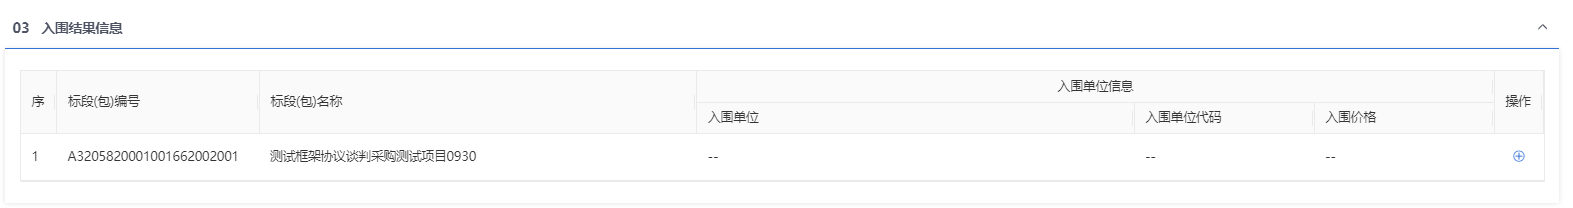 03 入围结果信息
序 标段(包)编号 标段(包)名称 入围单位信息 操作
入围单位 入围单位代码 入围价格
1 A3205820001001662002001 测试框架协议谈判采购测试项目0930 -- -- --